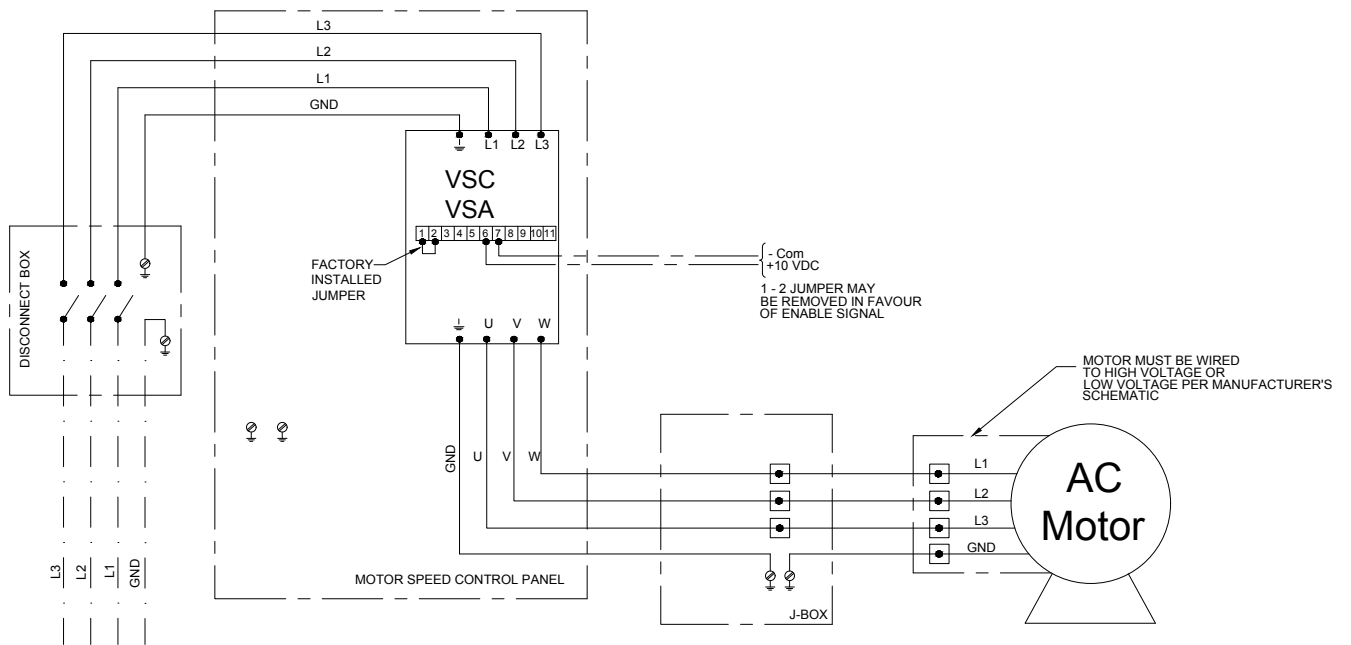 L3
L2
L1
GND
L1 L2 L3
VSC
VSA
1 2 3 4 5 6 7 8 9 10 11
FACTORY
INSTALLED
JUMPER
- Com
+10 VDC
1 - 2 JUMPER MAY
BE REMOVED IN FAVOUR
OF ENABLE SIGNAL
DISCONNECT BOX
U V W
MOTOR MUST BE WIRED
TO HIGH VOLTAGE OR
LOW VOLTAGE PER MANUFACTURER'S
SCHEMATIC
GND
U
V
W
L1
L2
L3
GND
AC
Motor
L3
L2
L1
GND
MOTOR SPEED CONTROL PANEL
J-BOX